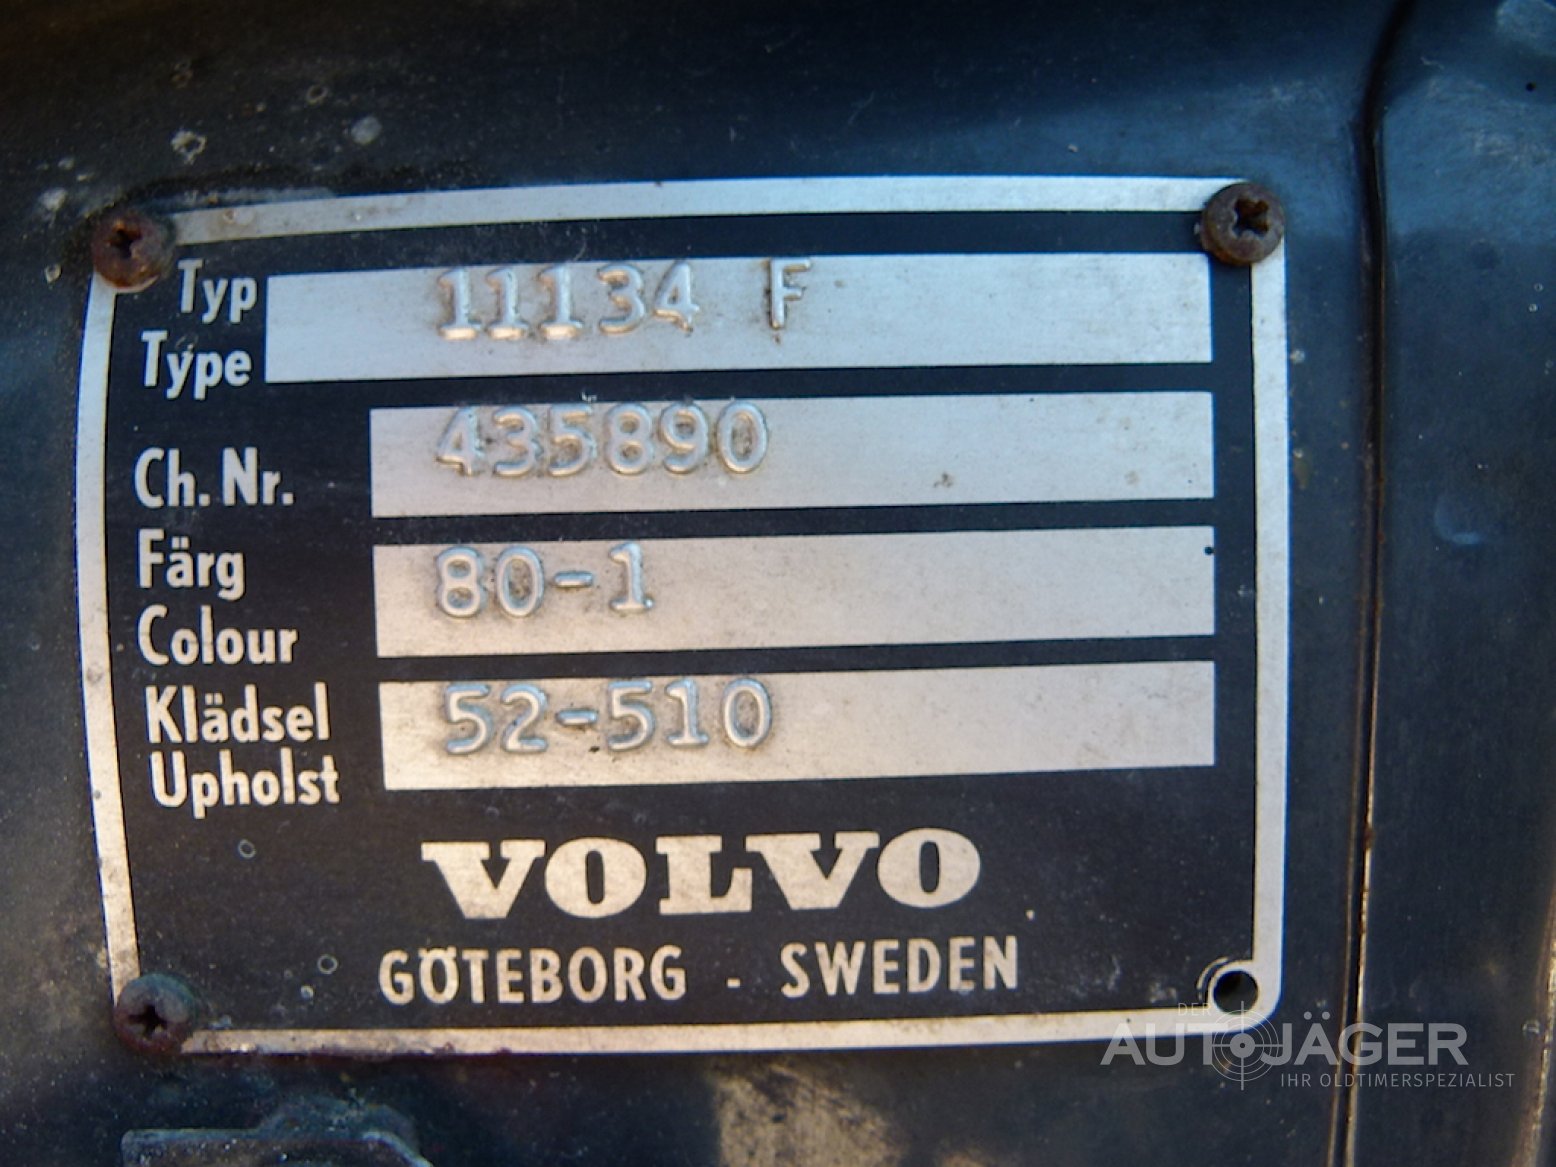 Typ
Type
11134 F
Ch. Nr.
435890
Färg
Colour
80-1
Klädsel
Upholst
52-510
VOLVO
GÖTEBORG - SWEDEN
DER
AUTOJÄGER
IHR OLDTIMERSPEZIALIST